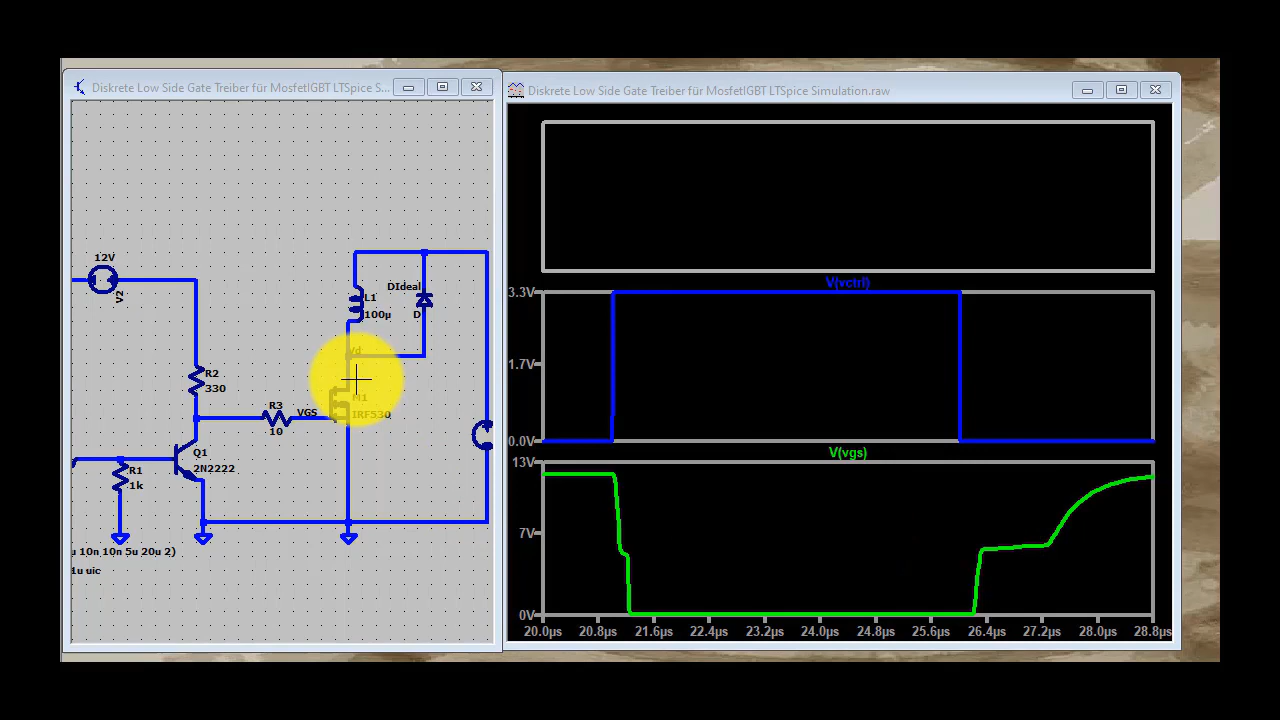 Diskrete Low Side Gate Treiber für MosfetIGBT LTSpice S...
12V
V2
DIdeal
L1
100µ
D
Vd
R2
330
M1
IRF530
R3
VGS
10
Q1
2N2222
R1
1k
µ 10n 10n 5u 20u 2)
1u uic
Diskrete Low Side Gate Treiber für MosfetIGBT LTSpice Simulation.raw
V(vctrl)
3.3V
1.7V
0.0V
V(vgs)
13V
7V
0V
20.0µs 20.8µs 21.6µs 22.4µs 23.2µs 24.0µs 24.8µs 25.6µs 26.4µs 27.2µs 28.0µs 28.8µs